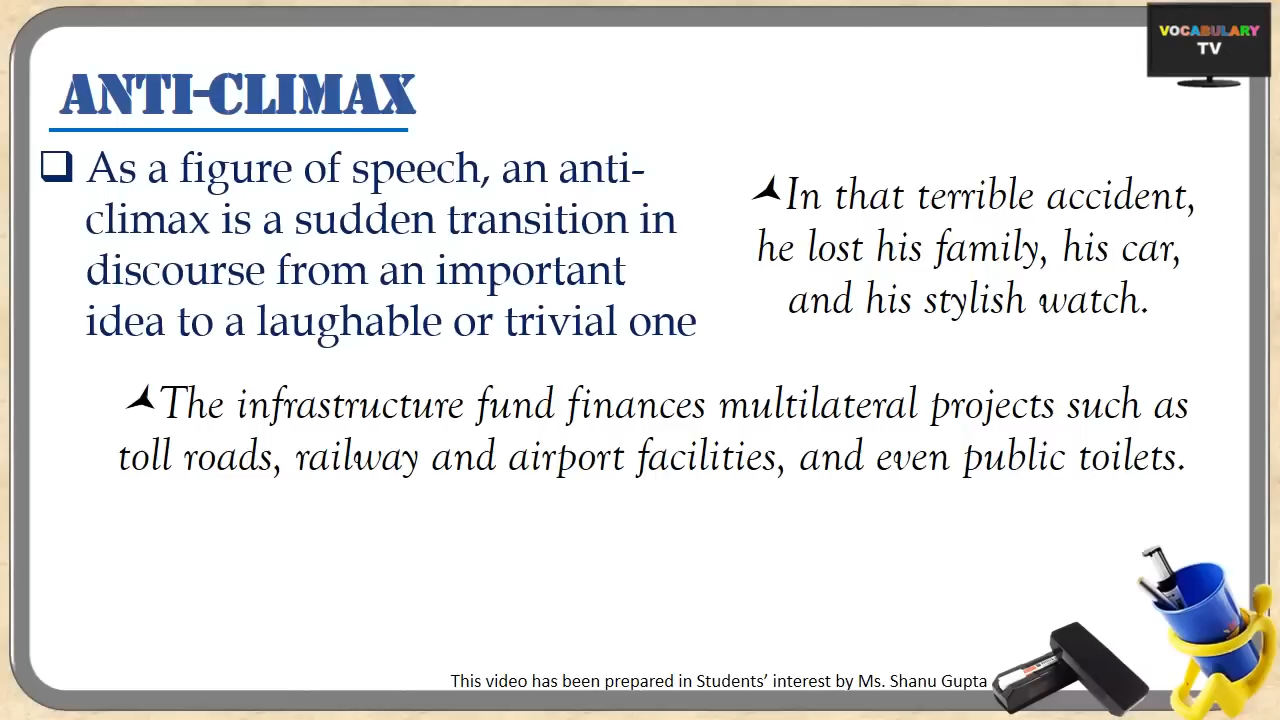 VOCABULARY
TV
ANTI-CLIMAX
❑ As a figure of speech, an anti-
climax is a sudden transition in
discourse from an important
idea to a laughable or trivial one
In that terrible accident,
he lost his family, his car,
and his stylish watch.
The infrastructure fund finances multilateral projects such as
toll roads, railway and airport facilities, and even public toilets.
This video has been prepared in Students’ interest by Ms. Shanu Gupta